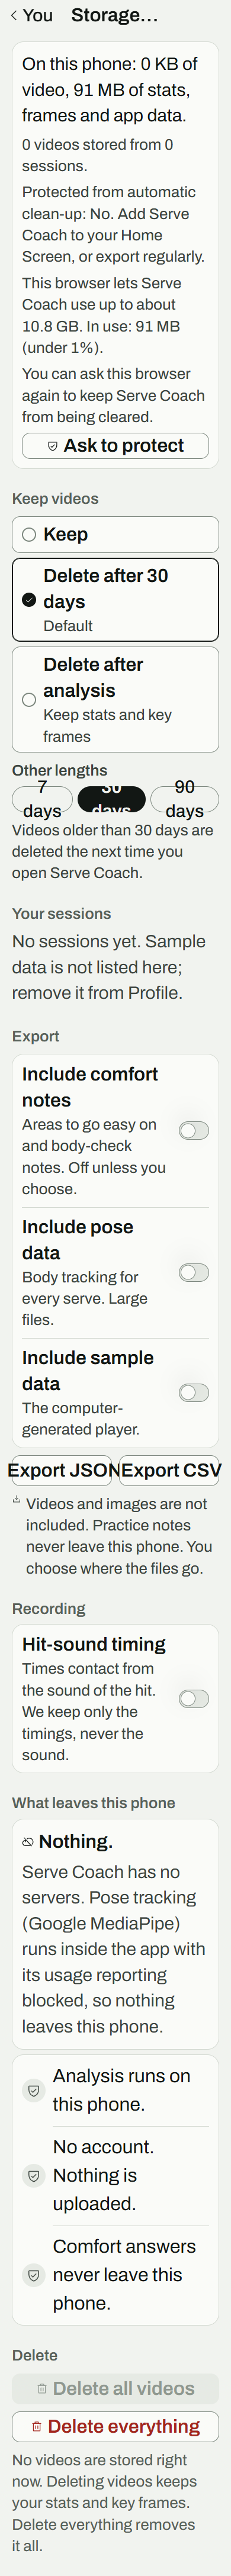 You Storage...
On this phone: 0 KB of
video, 91 MB of stats,
frames and app data.
0 videos stored from 0
sessions.
Protected from automatic
clean-up: No. Add Serve
Coach to your Home
Screen, or export regularly.
This browser lets Serve
Coach use up to about
10.8 GB. In use: 91 MB
(under 1%).
You can ask this browser
again to keep Serve Coach
from being cleared.
Ask to protect
Keep videos
Keep
Delete after 30
days
Default
Delete after
analysis
Keep stats and key
frames
Other lengths
7 days
30 days
90 days
Videos older than 30 days are
deleted the next time you
open Serve Coach.
Your sessions
No sessions yet. Sample
data is not listed here;
remove it from Profile.
Export
Include comfort
notes
Areas to go easy on
and body-check
notes. Off unless you
choose.
Include pose
data
Body tracking for
every serve. Large
files.
Include sample
data
The computer-
generated player.
Export JSON
Export CSV
Videos and images are not
included. Practice notes
never leave this phone. You
choose where the files go.
Recording
Hit-sound timing
Times contact from
the sound of the hit.
We keep only the
timings, never the
sound.
What leaves this phone
Nothing.
Serve Coach has no
servers. Pose tracking
(Google MediaPipe)
runs inside the app with
its usage reporting
blocked, so nothing
leaves this phone.
Analysis runs on
this phone.
No account.
Nothing is
uploaded.
Comfort answers
never leave this
phone.
Delete
Delete all videos
Delete everything
No videos are stored right
now. Deleting videos keeps
your stats and key frames.
Delete everything removes
it all.